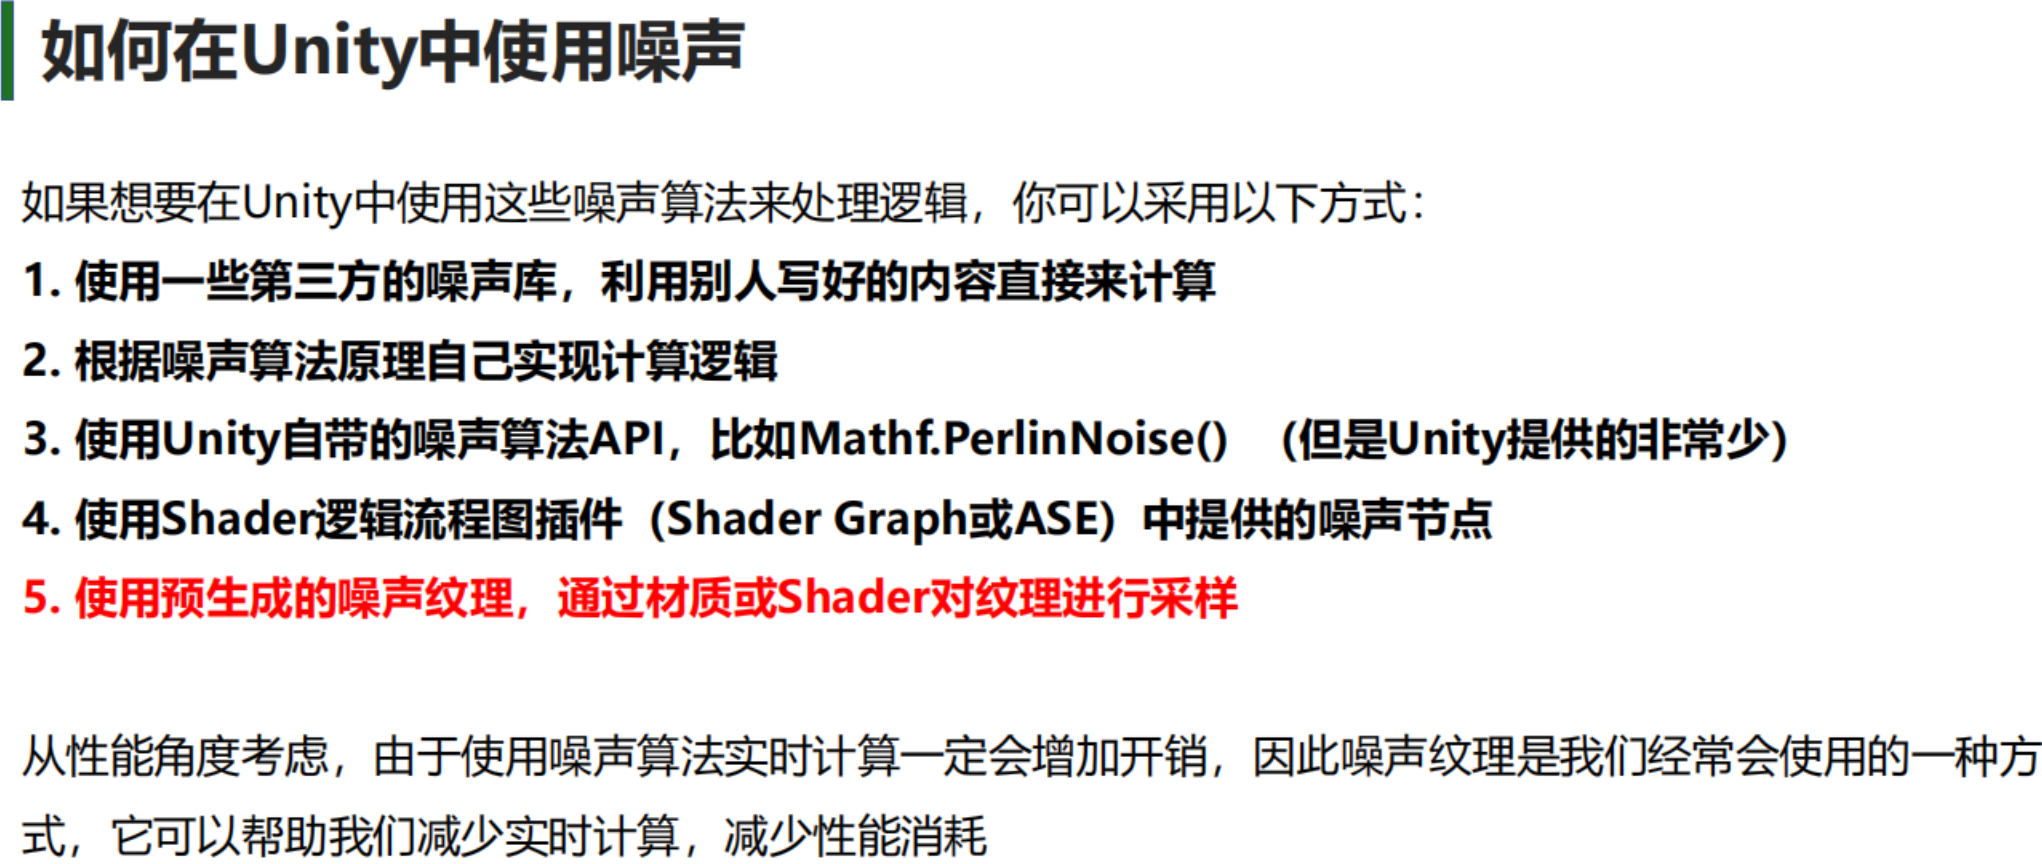 如何在Unity中使用噪声
如果想要在Unity中使用这些噪声算法来处理逻辑，你可以采用以下方式：
1. 使用一些第三方的噪声库，利用别人写好的内容直接来计算
2. 根据噪声算法原理自己实现计算逻辑
3. 使用Unity自带的噪声算法API，比如Mathf.PerlinNoise()（但是Unity提供的非常少）
4. 使用Shader逻辑流程图插件（Shader Graph或ASE）中提供的噪声节点
5. 使用预生成的噪声纹理，通过材质或Shader对纹理进行采样
从性能角度考虑，由于使用噪声算法实时计算一定会增加开销，因此噪声纹理是我们经常会使用的一种方
式，它可以帮助我们减少实时计算，减少性能消耗